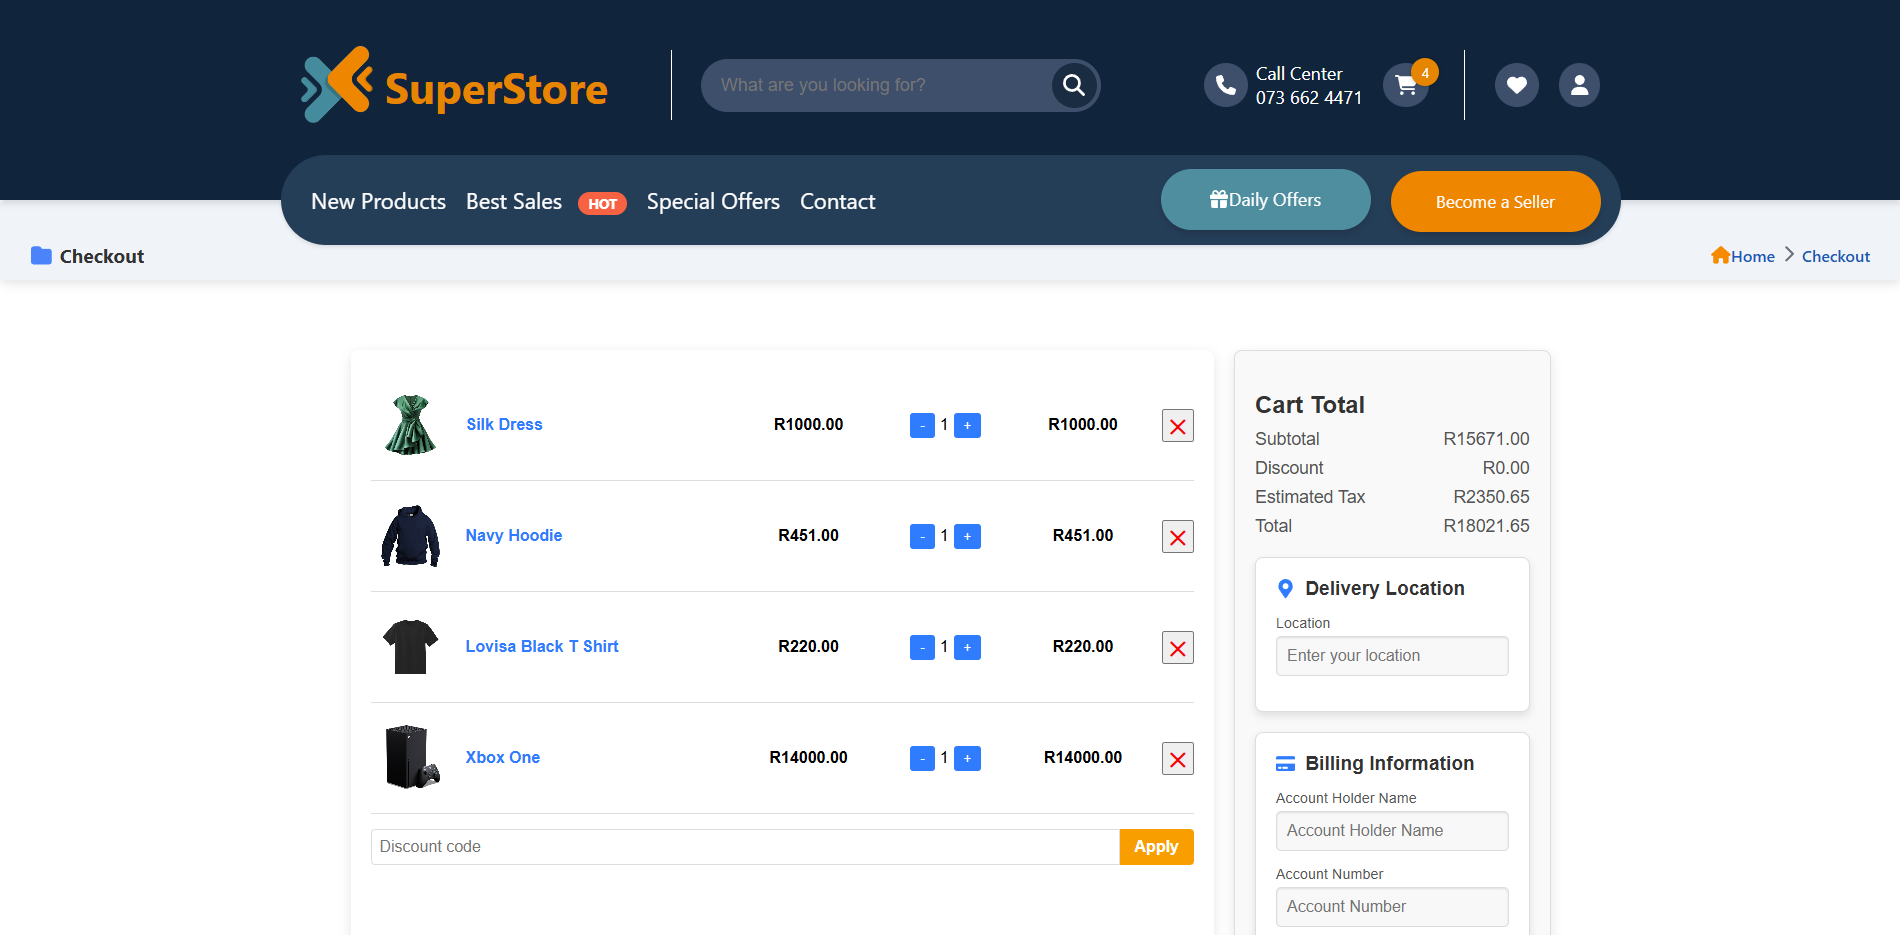 SuperStore
What are you looking for?
Call Center
073 662 4471
4
New Products
Best Sales
HOT
Special Offers
Contact
Daily Offers
Become a Seller
Checkout
Home
Checkout
Silk Dress R1000.00 - 1 + R1000.00
Navy Hoodie R451.00 - 1 + R451.00
Lovisa Black T Shirt R220.00 - 1 + R220.00
Xbox One R14000.00 - 1 + R14000.00
Discount code
Apply
Cart Total
Subtotal R15671.00
Discount R0.00
Estimated Tax R2350.65
Total R18021.65
Delivery Location
Location
Enter your location
Billing Information
Account Holder Name
Account Holder Name
Account Number
Account Number